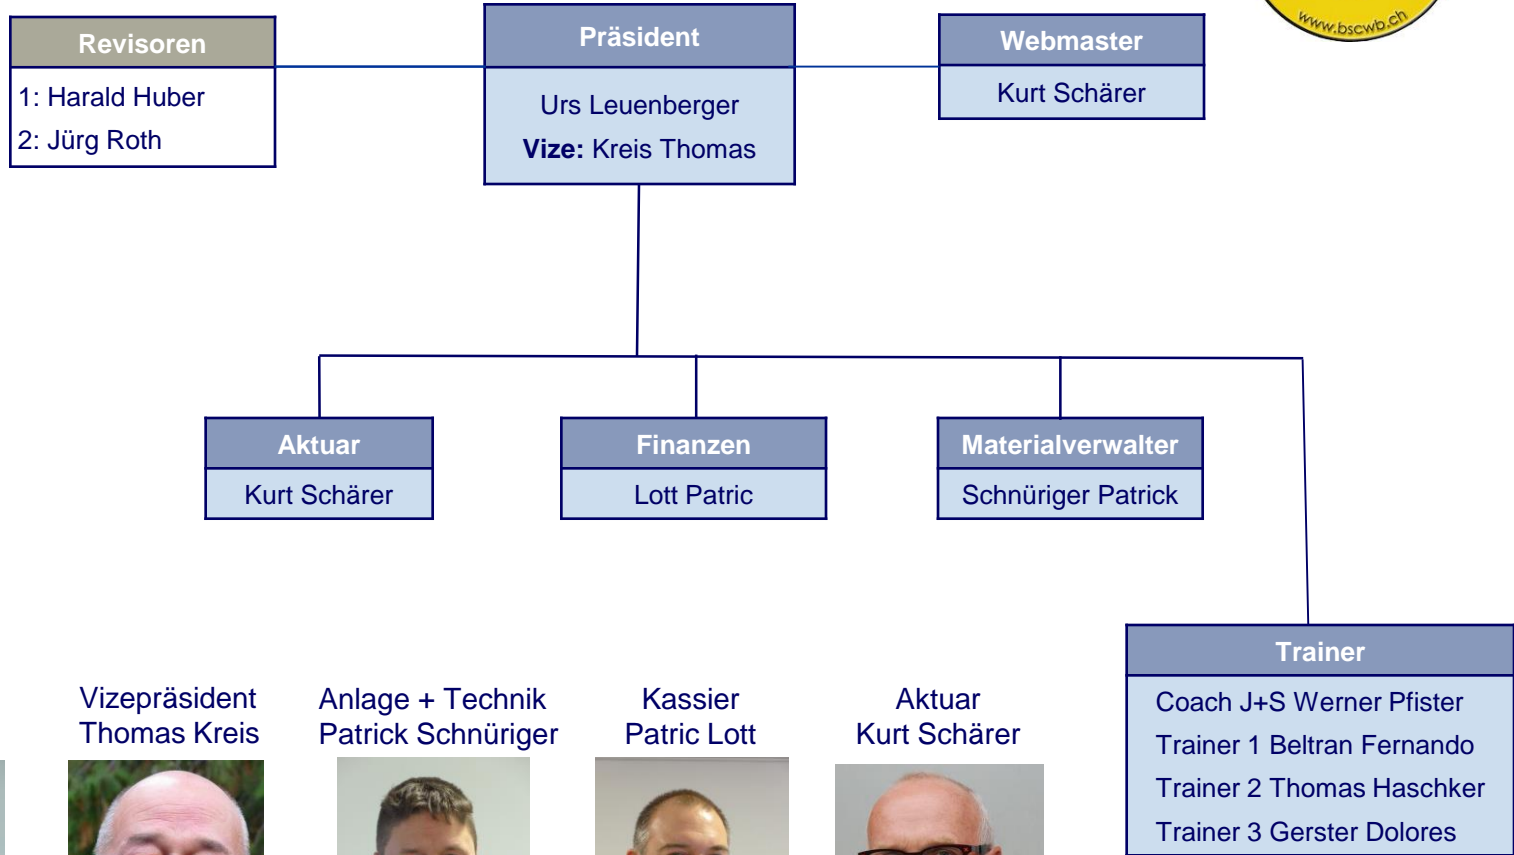 www.bscwb.ch
Revisoren
1: Harald Huber
2: Jürg Roth
Präsident
Urs Leuenberger
Vize: Kreis Thomas
Webmaster
Kurt Schärer
Aktuar
Kurt Schärer
Finanzen
Lott Patric
Materialverwalter
Schnüriger Patrick
Trainer
Coach J+S Werner Pfister
Trainer 1 Beltran Fernando
Trainer 2 Thomas Haschker
Trainer 3 Gerster Dolores
Vizepräsident
Thomas Kreis
Anlage + Technik
Patrick Schnüriger
Kassier
Patric Lott
Aktuar
Kurt Schärer